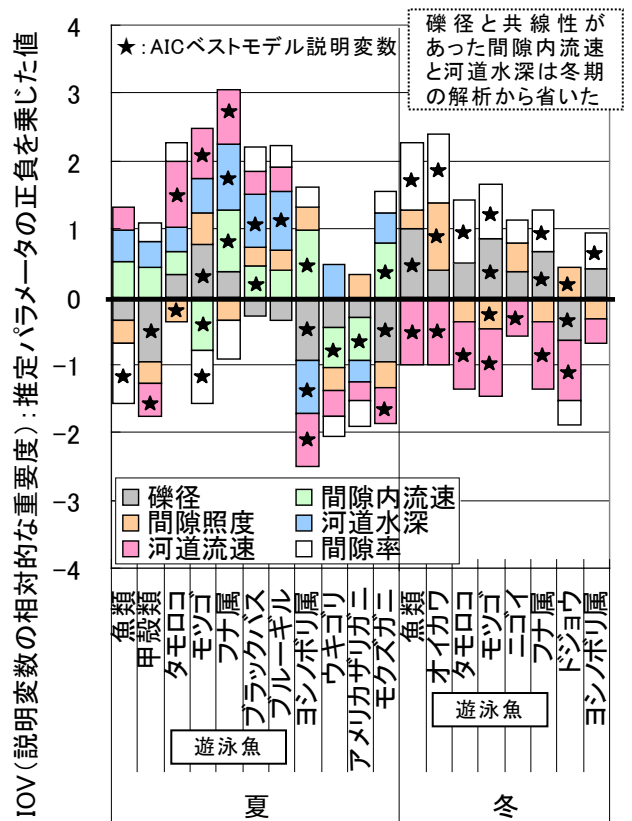 IOV(説明変数の相対的な重要度):推定パラメータの正負を乗じた値
4
3
2
1
0
-1
-2
-3
-4
★:AICベストモデル説明変数
礫径と共線性が
あった間隙内流速
と河道水深は冬期
の解析から省いた
礫径
間隙内流速
間隙照度
河道水深
河道流速
間隙率
魚類
甲殻類
タモロコ
モツゴ
フナ属
ブラックバス
ブルーギル
ヨシノボリ属
ウキゴリ
アメリカザリガニ
モクズガニ
魚類
オイカワ
タモロコ
モツゴ
ニゴイ
フナ属
ドジョウ
ヨシノボリ属
遊泳魚
遊泳魚
夏
冬